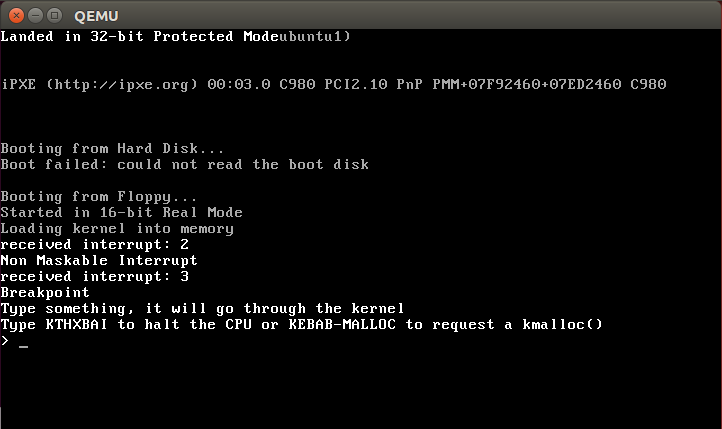 QEMU
Landed in 32-bit Protected Modeubuntu1)
iPXE (http://ipxe.org) 00:03.0 C980 PCI2.10 PnP PMM+07F92460+07ED2460 C980
Booting from Hard Disk...
Boot failed: could not read the boot disk
Booting from Floppy...
Started in 16-bit Real Mode
Loading kernel into memory
received interrupt: 2
Non Maskable Interrupt
received interrupt: 3
Breakpoint
Type something, it will go through the kernel
Type KTHXBAI to halt the CPU or KEBAB-MALLOC to request a kmalloc()
> _